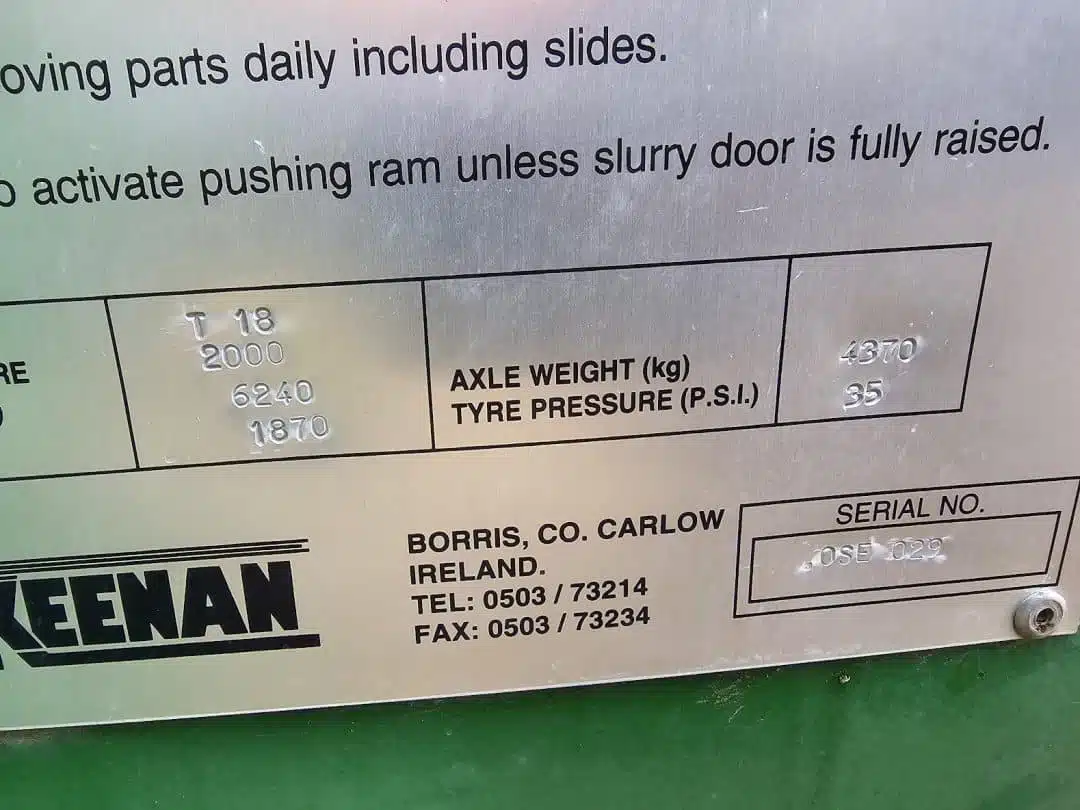 oving parts daily including slides.
o activate pushing ram unless slurry door is fully raised.
T 18
RE 2000
6240
1870
AXLE WEIGHT (kg) 4370
TYRE PRESSURE (P.S.I.) 35
KEENAN
BORRIS, CO. CARLOW
IRELAND.
TEL: 0503 / 73214
FAX: 0503 / 73234
SERIAL NO.
OSE 029